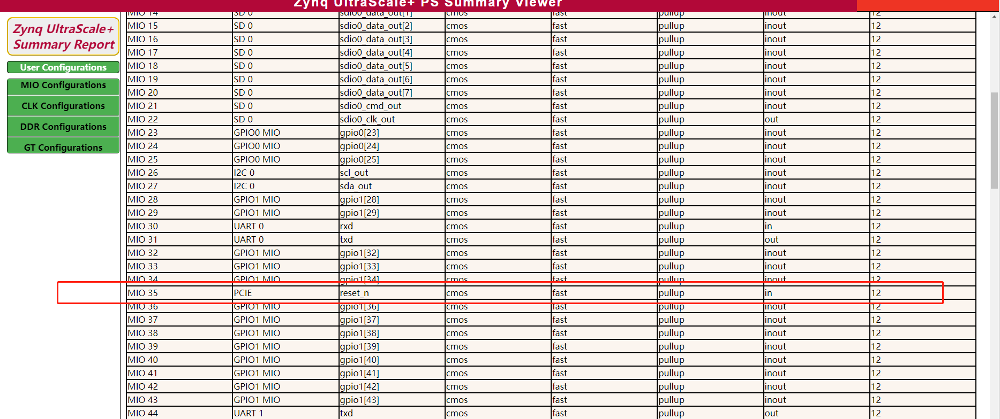 Zynq UltraScale+ PS Summary Viewer
Zynq UltraScale+
Summary Report
User Configurations
MIO Configurations
CLK Configurations
DDR Configurations
GT Configurations
MIO 14 SD 0 sdio0_data_out[1] cmos fast pullup inout 12
MIO 15 SD 0 sdio0_data_out[2] cmos fast pullup inout 12
MIO 16 SD 0 sdio0_data_out[3] cmos fast pullup inout 12
MIO 17 SD 0 sdio0_data_out[4] cmos fast pullup inout 12
MIO 18 SD 0 sdio0_data_out[5] cmos fast pullup inout 12
MIO 19 SD 0 sdio0_data_out[6] cmos fast pullup inout 12
MIO 20 SD 0 sdio0_data_out[7] cmos fast pullup inout 12
MIO 21 SD 0 sdio0_cmd_out cmos fast pullup inout 12
MIO 22 SD 0 sdio0_clk_out cmos fast pullup out 12
MIO 23 GPIO0 MIO gpio0[23] cmos fast pullup inout 12
MIO 24 GPIO0 MIO gpio0[24] cmos fast pullup inout 12
MIO 25 GPIO0 MIO gpio0[25] cmos fast pullup inout 12
MIO 26 I2C 0 scl_out cmos fast pullup inout 12
MIO 27 I2C 0 sda_out cmos fast pullup inout 12
MIO 28 GPIO1 MIO gpio1[28] cmos fast pullup inout 12
MIO 29 GPIO1 MIO gpio1[29] cmos fast pullup inout 12
MIO 30 UART 0 rxd cmos fast pullup in 12
MIO 31 UART 0 txd cmos fast pullup out 12
MIO 32 GPIO1 MIO gpio1[32] cmos fast pullup inout 12
MIO 33 GPIO1 MIO gpio1[33] cmos fast pullup inout 12
MIO 34 GPIO1 MIO gpio1[34] cmos fast pullup inout 12
MIO 35 PCIE reset_n cmos fast pullup in 12
MIO 36 GPIO1 MIO gpio1[36] cmos fast pullup inout 12
MIO 37 GPIO1 MIO gpio1[37] cmos fast pullup inout 12
MIO 38 GPIO1 MIO gpio1[38] cmos fast pullup inout 12
MIO 39 GPIO1 MIO gpio1[39] cmos fast pullup inout 12
MIO 40 GPIO1 MIO gpio1[40] cmos fast pullup inout 12
MIO 41 GPIO1 MIO gpio1[41] cmos fast pullup inout 12
MIO 42 GPIO1 MIO gpio1[42] cmos fast pullup inout 12
MIO 43 GPIO1 MIO gpio1[43] cmos fast pullup inout 12
MIO 44 UART 1 txd cmos fast pullup out 12